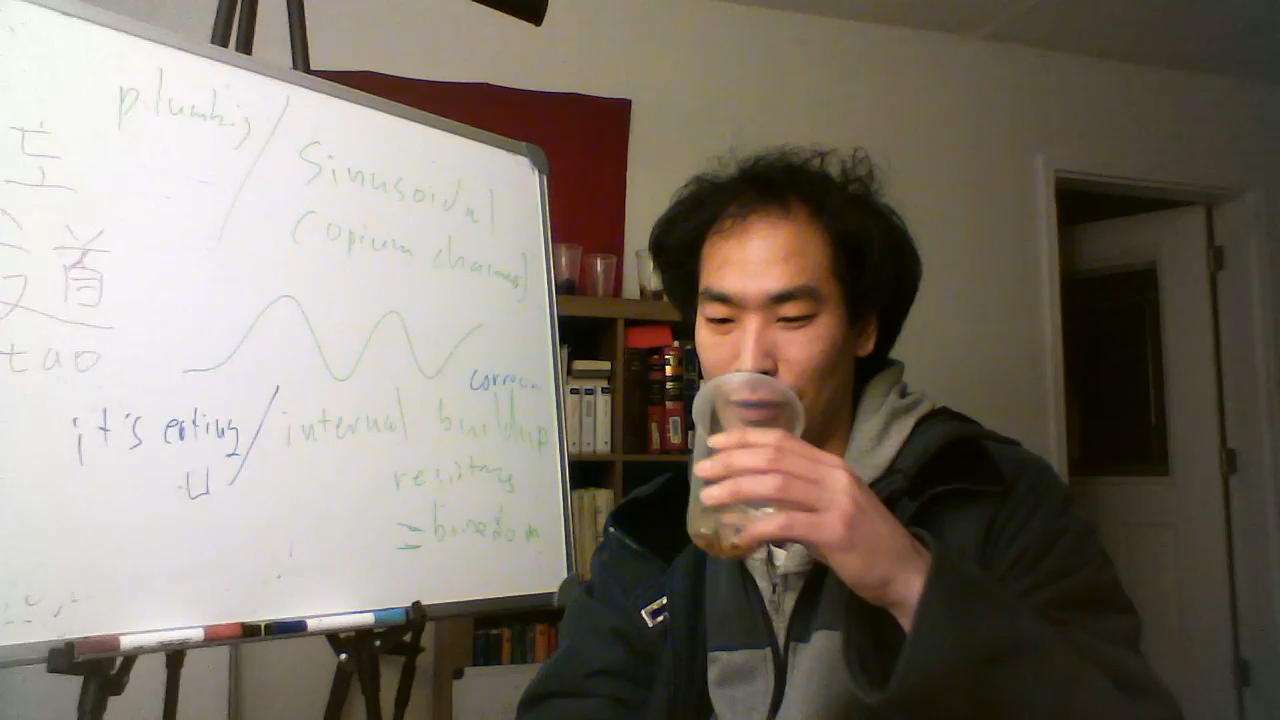 plumbing / Sinusoidal
(opium channel)
道
tao
corrosion
it's eating / internal buildup
U
resistance
= boredom